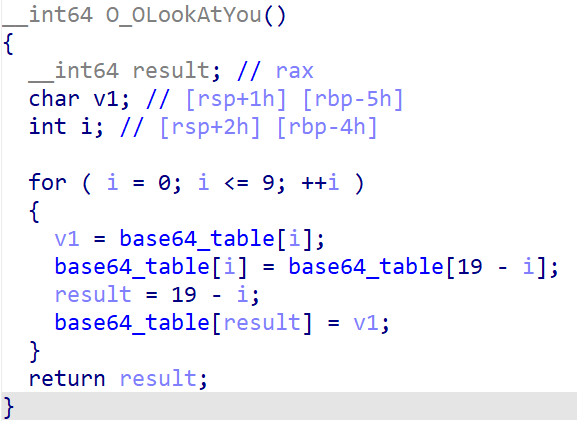 __int64 O_OLookAtYou()
{
  __int64 result; // rax
  char v1; // [rsp+1h] [rbp-5h]
  int i; // [rsp+2h] [rbp-4h]

  for ( i = 0; i <= 9; ++i )
  {
    v1 = base64_table[i];
    base64_table[i] = base64_table[19 - i];
    result = 19 - i;
    base64_table[result] = v1;
  }
  return result;
}